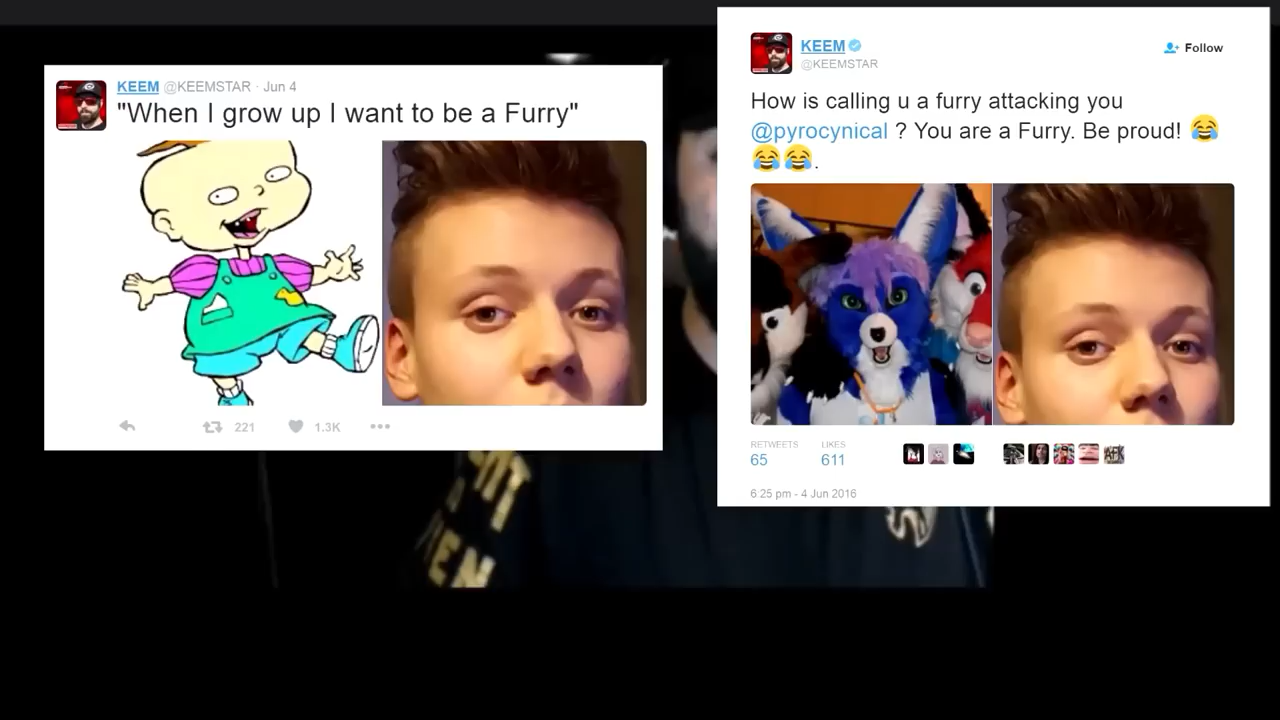 KEEM @KEEMSTAR · Jun 4
"When I grow up I want to be a Furry"
221 1.3K
KEEM
@KEEMSTAR
Follow
How is calling u a furry attacking you
@pyrocynical ? You are a Furry. Be proud! 😂
😂😂.
RETWEETS LIKES
65 611
AFK
6:25 pm - 4 Jun 2016